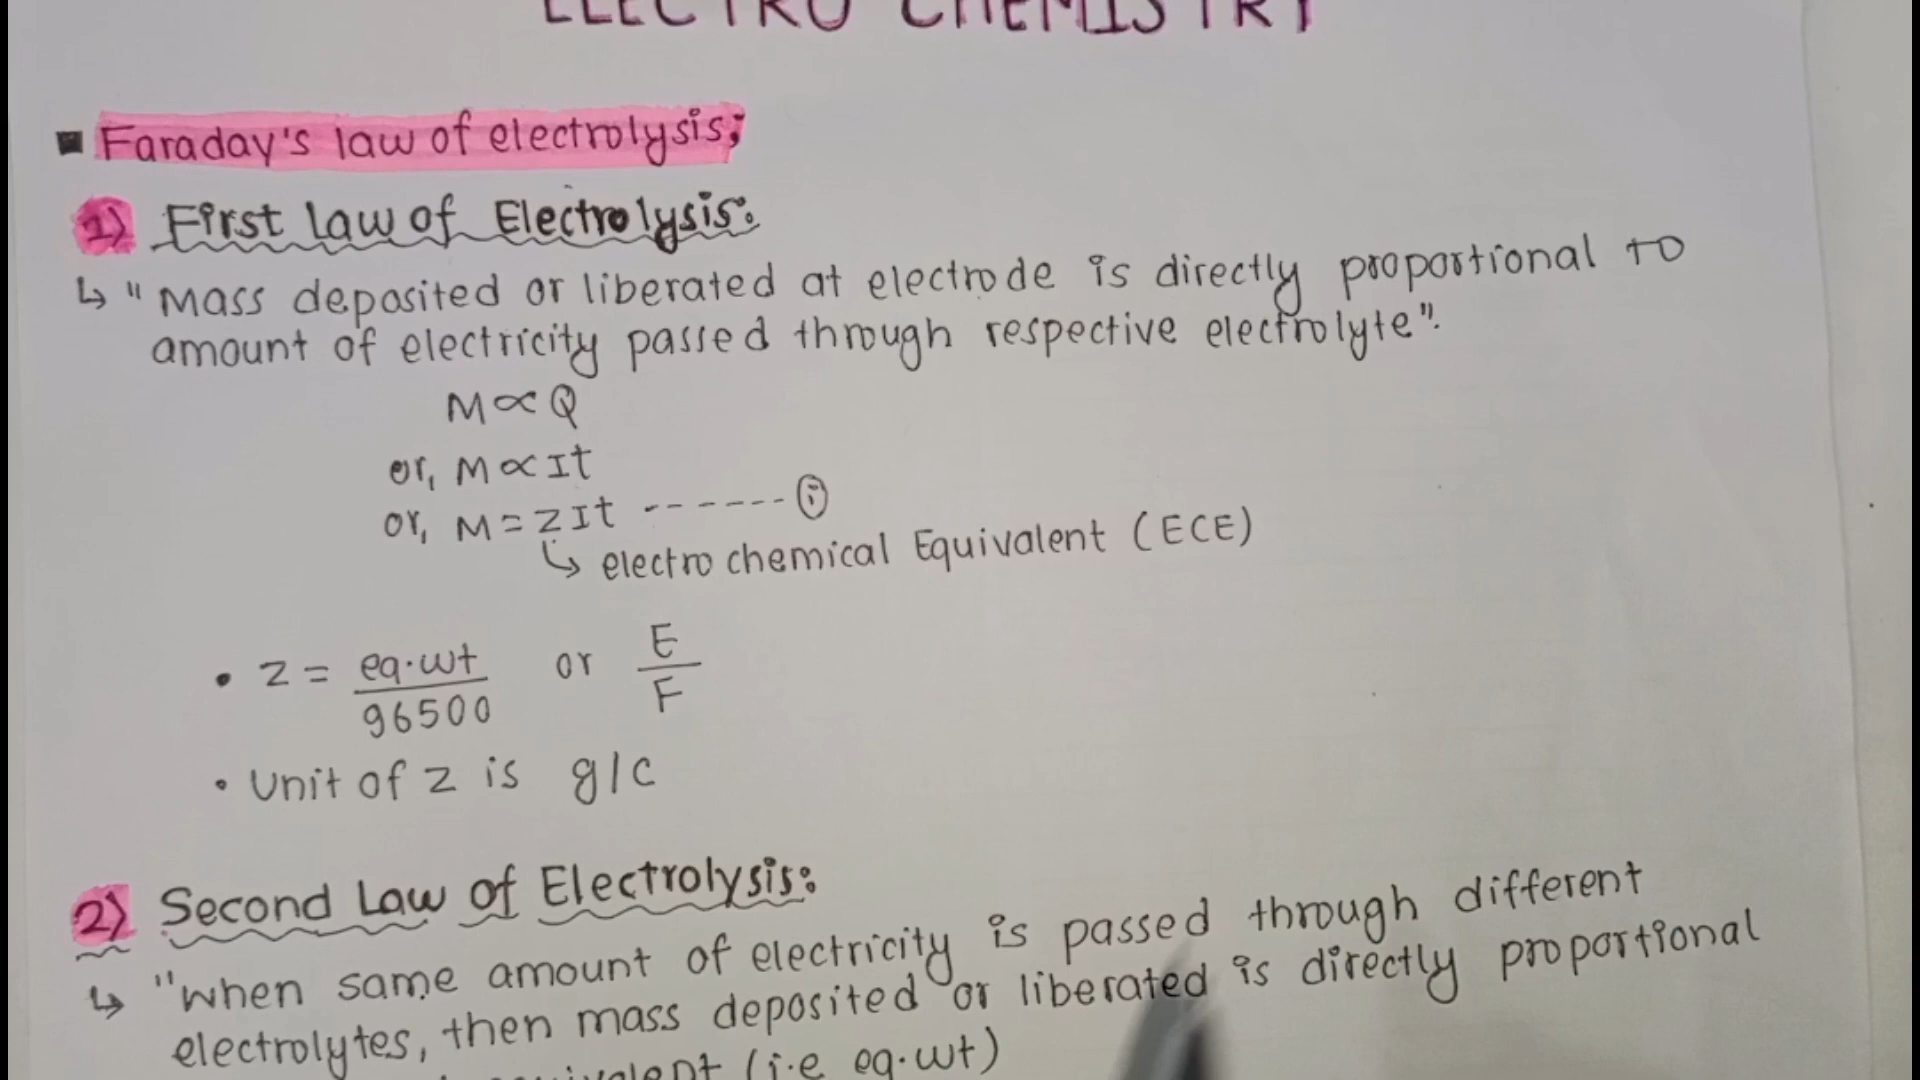 ELECTRO CHEMISTRY
▪ Faraday's law of electrolysis;
1) First Law of Electrolysis:
↳ "Mass deposited or liberated at electrode is directly proportional to
amount of electricity passed through respective electrolyte".
M ∝ Q
or, M ∝ It
or, M = ZIt ------- (i)
↳ electro chemical Equivalent (ECE)
• Z = eq.wt / 96500 or E / F
• Unit of Z is g/C
2) Second Law of Electrolysis:
↳ "When same amount of electricity is passed through different
electrolytes, then mass deposited or liberated is directly proportional
equivalent (i.e eq.wt)